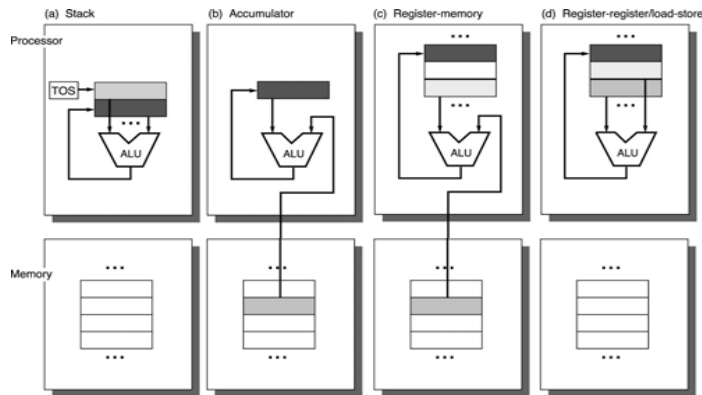 (a) Stack
(b) Accumulator
(c) Register-memory
(d) Register-register/load-store
Processor
TOS
ALU
ALU
ALU
ALU
Memory